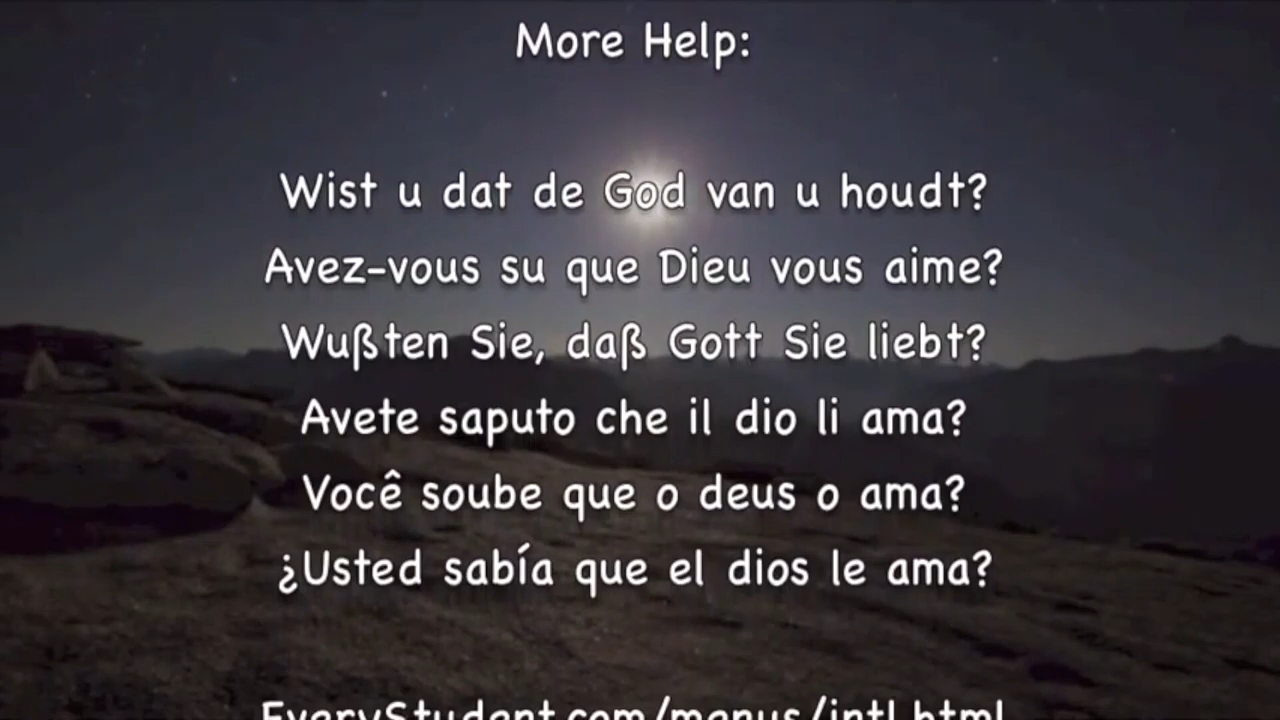 More Help:
Wist u dat de God van u houdt?
Avez-vous su que Dieu vous aime?
Wußten Sie, daß Gott Sie liebt?
Avete saputo che il dio li ama?
Você soube que o deus o ama?
¿Usted sabía que el dios le ama?
EveryStudent.com/menus/intl.html